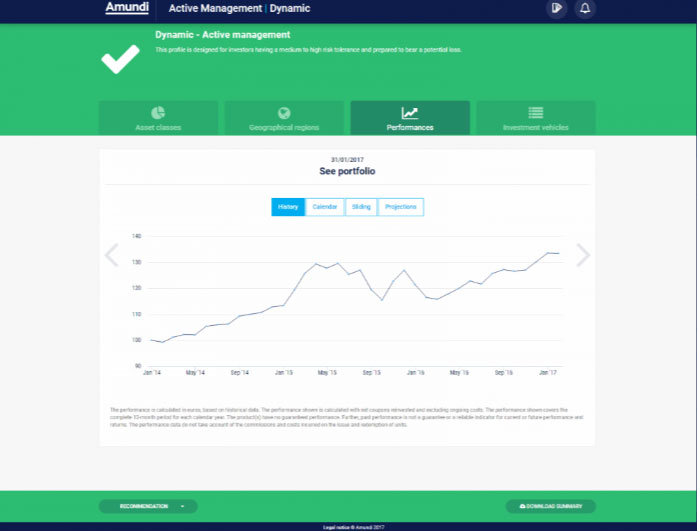 Amundi
Active Management | Dynamic
Dynamic - Active management
This profile is designed for investors having a medium to high risk tolerance and prepared to bear a potential loss.
Asset classes
Geographical regions
Performances
Investment vehicles
31/01/2017
See portfolio
History
Calendar
Sliding
Projections
140
130
120
110
100
90
Jan '14
May '14
Sep '14
Jan '15
May '15
Sep '15
Jan '16
May '16
Sep '16
Jan '17
The performance is calculated in euros, based on historical data. The performance shown is calculated with net coupons reinvested and excluding ongoing costs. The performance shown covers the
complete 12-month period for each calendar year. The product(s) have no guaranteed performance. Further, past performance is not a guarantee or a reliable indicator for current or future performance and
returns. The performance data do not take account of the commissions and costs incurred on the issue and redemption of units.
RECOMMENDATION
DOWNLOAD SUMMARY
Legal notice © Amundi 2017